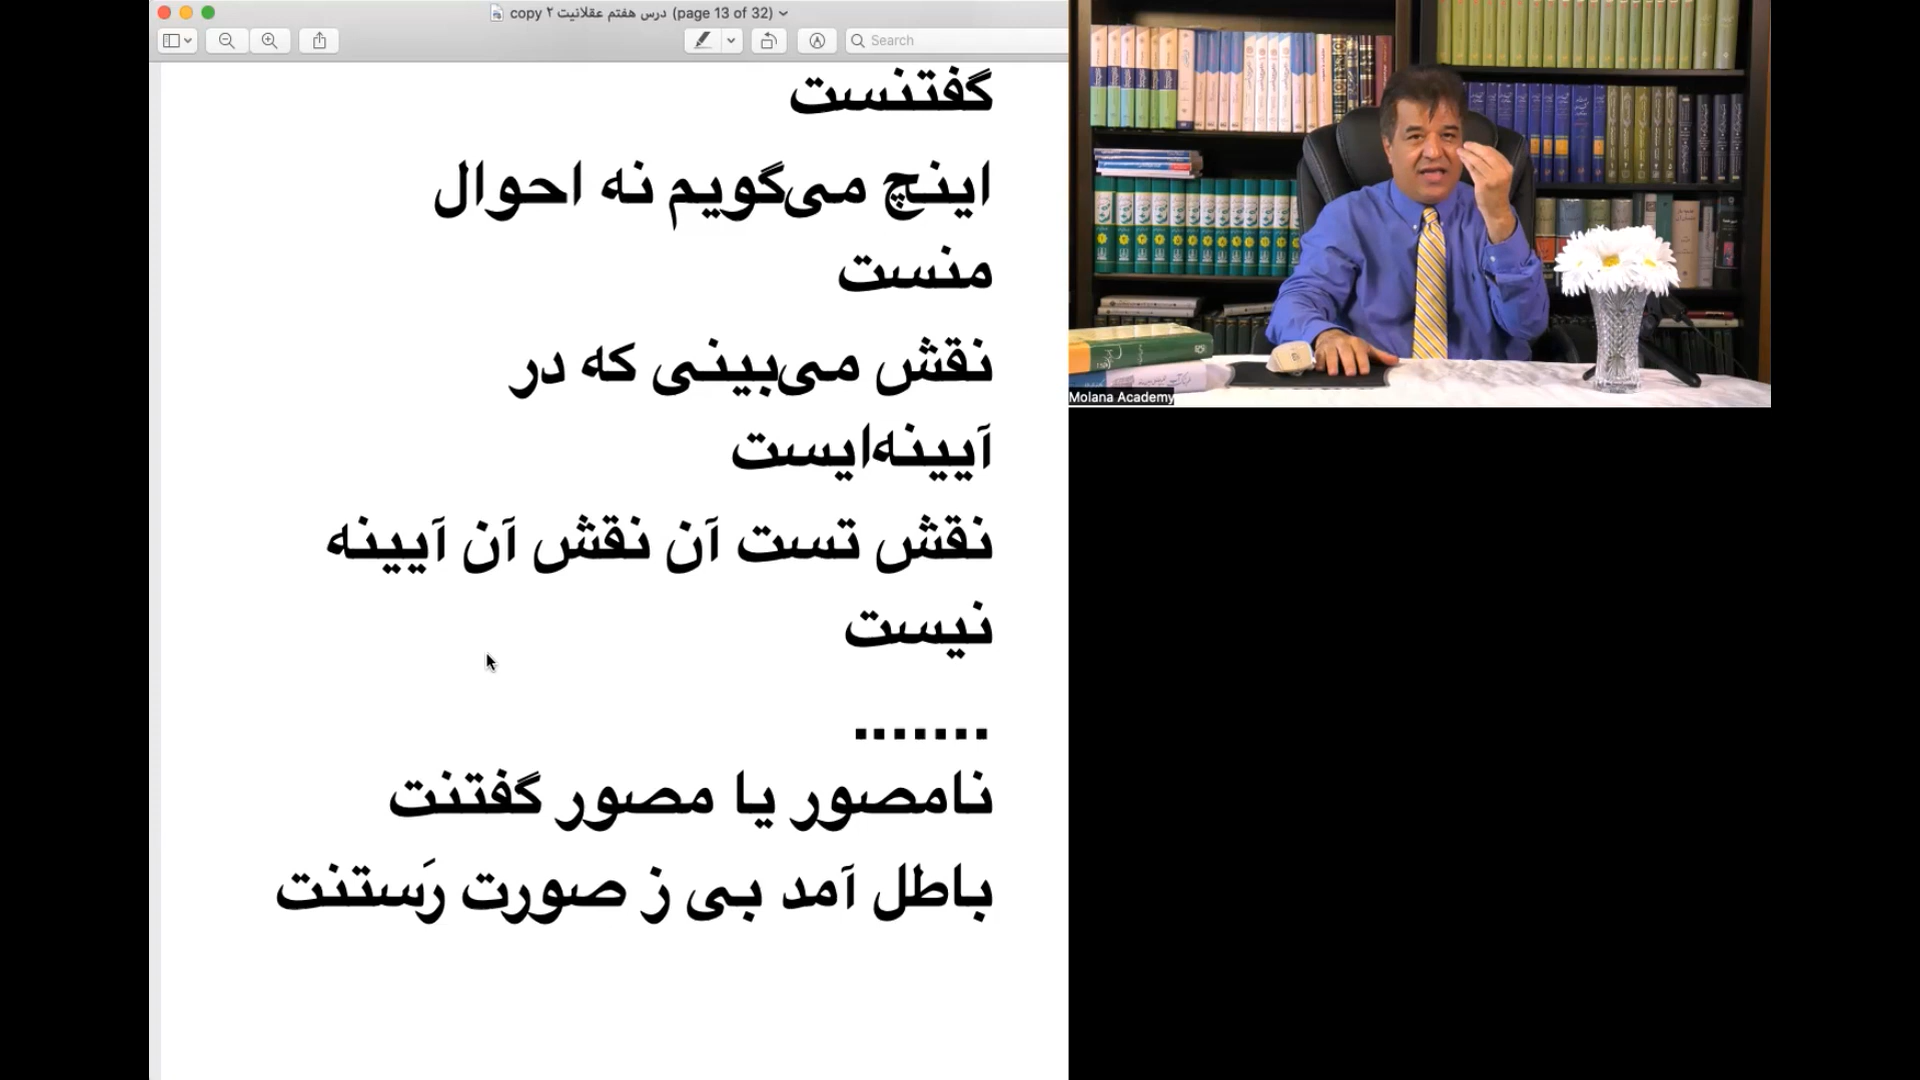 copy درس هفتم عقلانیت ۲ (page 13 of 32)
Search
گفتنست
اینچ می‌گویم نه احوال
منست
نقش می‌بینی که در
آیینه‌ایست
نقش تست آن نقش آن آیینه
نیست
.......
نامصور یا مصور گفتنت
باطل آمد بی ز صورت رَستنت
Molana Academy